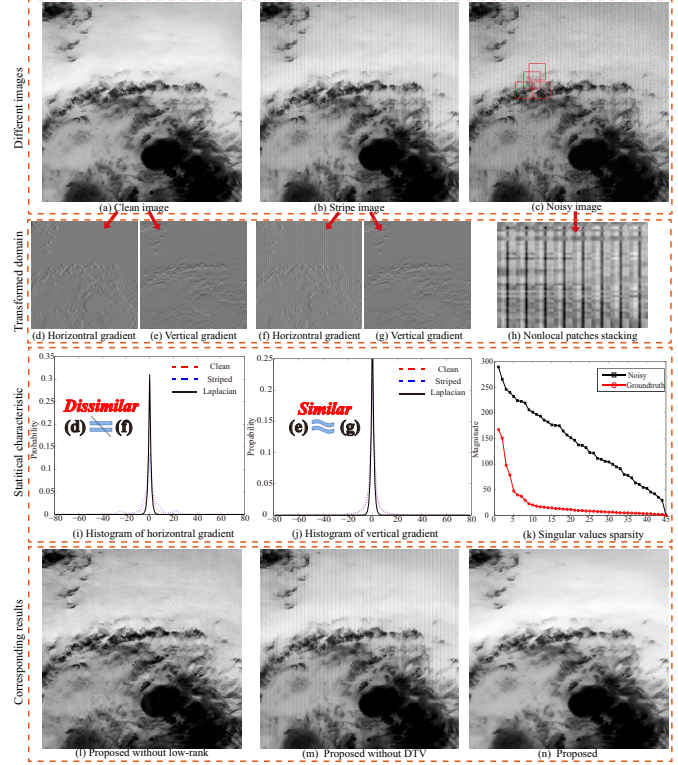 Different images
(a) Clean image
(b) Stripe image
(c) Noisy image
Transformed domain
(d) Horizontral gradient
(e) Vertical gradient
(f) Horizontral gradient
(g) Vertical gradient
(h) Nonlocal patches stacking
Statitical characteristic
0.35
0.3
0.25
0.2
0.15
0.1
0.05
0
Probability
Clean
Striped
Laplacian
Dissimilar
(d) (f)
−80 −60 −40 −20 0 20 40 60 80
(i) Histogram of horizontal gradient
0.25
0.2
0.15
0.1
0.05
0
Propability
Clean
Striped
Laplacian
Similar
(e) (g)
−80 −60 −40 −20 0 20 40 60 80
(j) Histogram of vertical gradient
300
250
200
150
100
50
0
Magnitude
Noisy
Groundtruth
0 5 10 15 20 25 30 35 40 45
(k) Singular values sparsity
Corresponding results
(l) Proposed without low-rank
(m) Proposed without DTV
(n) Proposed